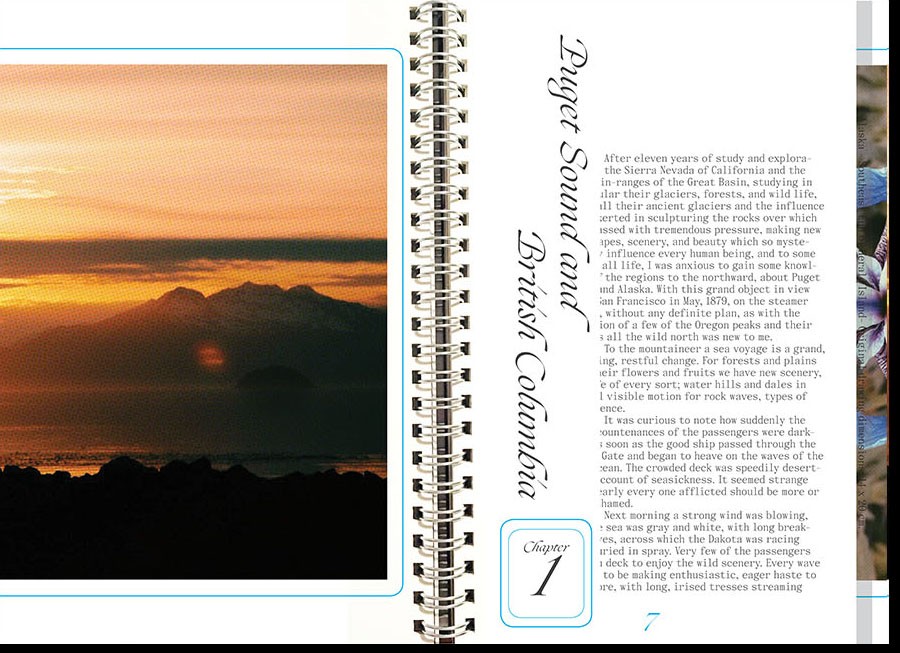 Puget Sound and
British Columbia
After eleven years of study and explora-
the Sierra Nevada of California and the
in-ranges of the Great Basin, studying in
ular their glaciers, forests, and wild life,
all their ancient glaciers and the influence
erted in sculpturing the rocks over which
ssed with tremendous pressure, making new
apes, scenery, and beauty which so myste-
influence every human being, and to some
all life, I was anxious to gain some knowl-
the regions to the northward, about Puget
and Alaska. With this grand object in view
San Francisco in May, 1879, on the steamer
, without any definite plan, as with the
ion of a few of the Oregon peaks and their
s all the wild north was new to me.
To the mountaineer a sea voyage is a grand,
ing, restful change. For forests and plains
eir flowers and fruits we have new scenery,
e of every sort; water hills and dales in
l visible motion for rock waves, types of
ence.
It was curious to note how suddenly the
ountenances of the passengers were dark-
s soon as the good ship passed through the
Gate and began to heave on the waves of the
ean. The crowded deck was speedily desert-
ccount of seasickness. It seemed strange
early every one afflicted should be more or
hamed.
Next morning a strong wind was blowing,
e sea was gray and white, with long break-
es, across which the Dakota was racing
uried in spray. Very few of the passengers
deck to enjoy the wild scenery. Every wave
to be making enthusiastic, eager haste to
ore, with long, irised tresses streaming
Chapter
1
7